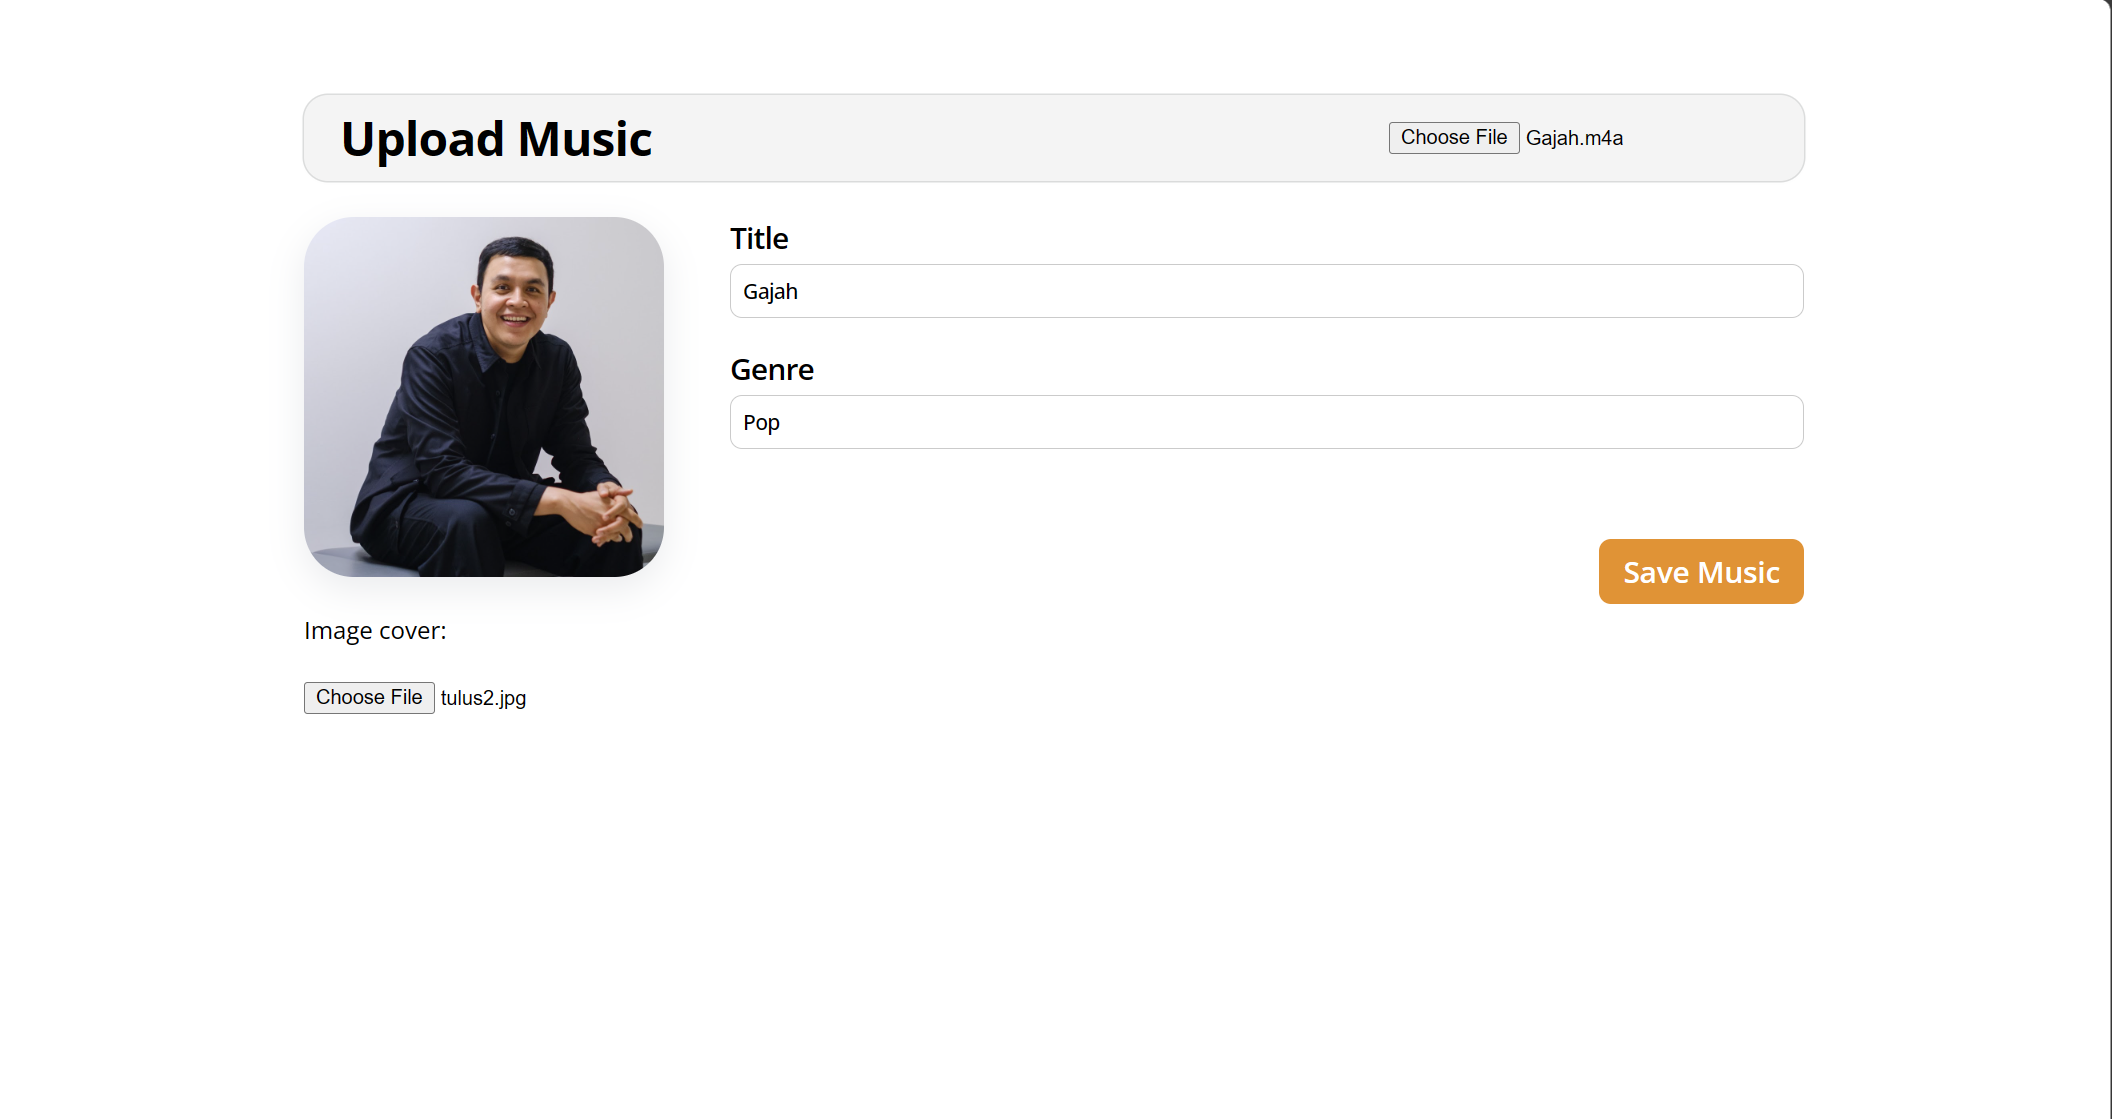 Upload Music
Choose File Gajah.m4a
Title
Gajah
Genre
Pop
Save Music
Image cover:
Choose File tulus2.jpg